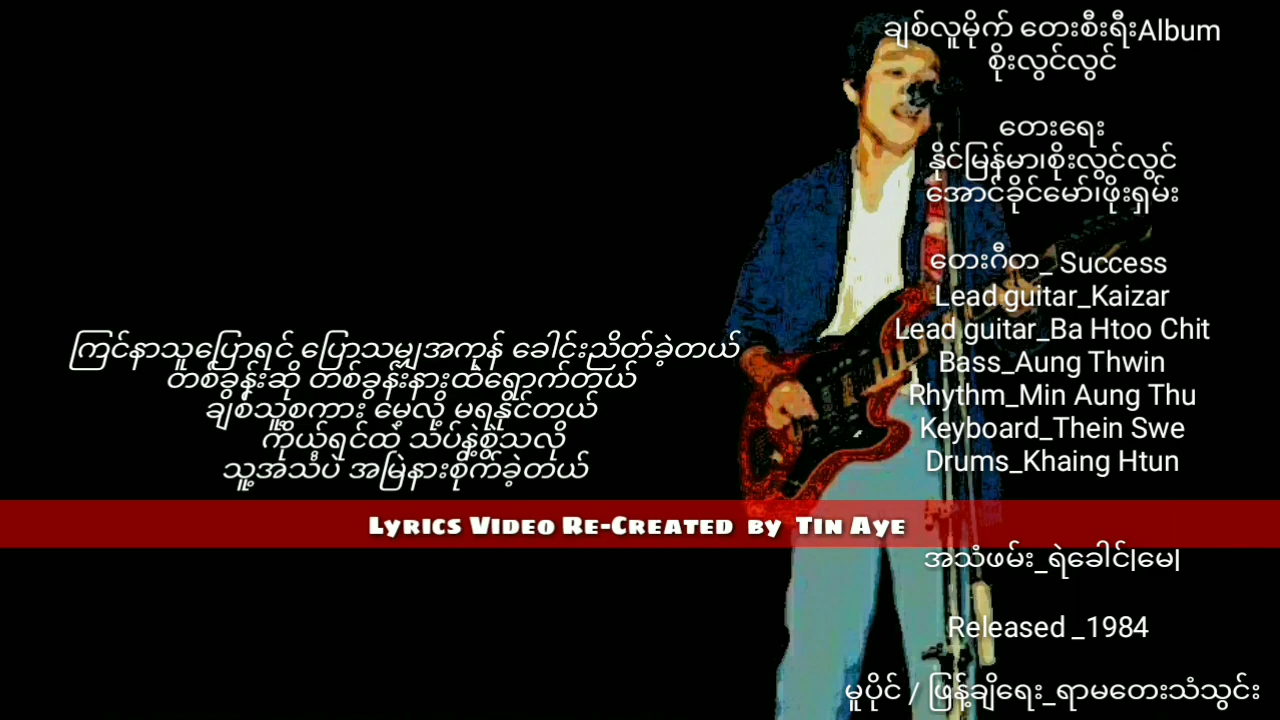 ချစ်လူမိုက် တေးစီးရီးAlbum
စိုးလွင်လွင်
တေးရေး
နိုင်မြန်မာ၊စိုးလွင်လွင်
အောင်ခိုင်မော်၊ဖိုးရှမ်း
တေးဂီတ_Success
Lead guitar_Kaizar
Lead guitar_Ba Htoo Chit
Bass_Aung Thwin
Rhythm_Min Aung Thu
Keyboard_Thein Swe
Drums_Khaing Htun
ကြင်နာသူပြောရင် ပြောသမျှအကုန် ခေါင်းညိတ်ခဲ့တယ်
တစ်ခွန်းဆို တစ်ခွန်းနားထဲရောက်တယ်
ချစ်သူ့စကား မေ့လို့ မရနိုင်တယ်
ကိုယ့်ရင်ထဲ သပ်နဲ့စွဲသလို
သူ့အသံပဲ အမြဲနားစိုက်ခဲ့တယ်
Lyrics Video Re-Created by Tin Aye
အသံဖမ်း_ရဲခေါင်(မေ)
Released _1984
မူပိုင် / ဖြန့်ချိရေး_ရာမတေးသံသွင်း